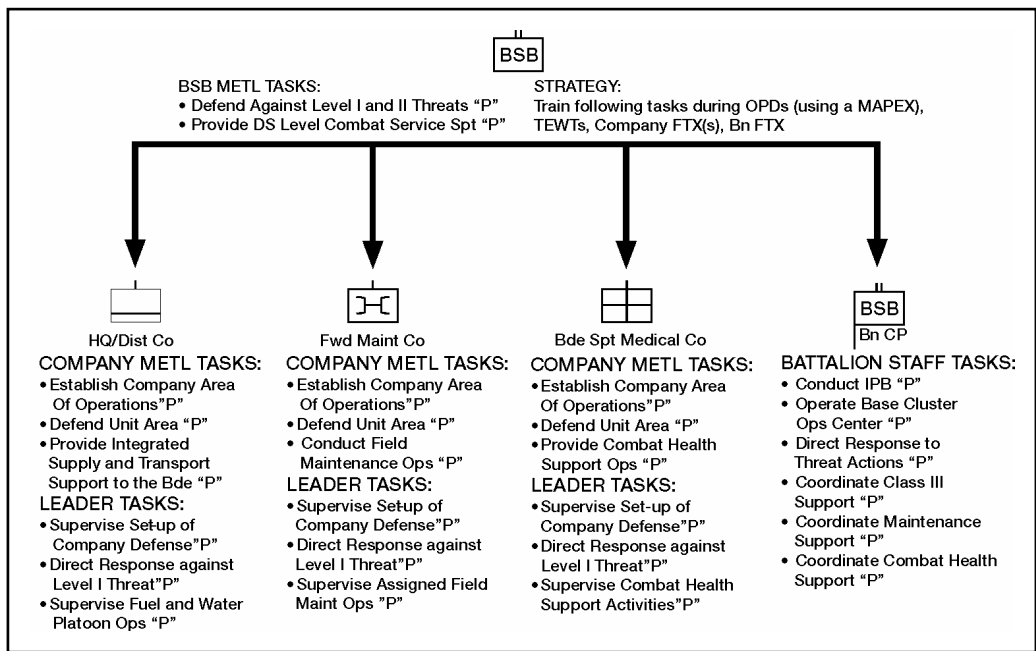 BSB
BSB METL TASKS:
• Defend Against Level I and II Threats “P”
• Provide DS Level Combat Service Spt “P”
STRATEGY:
Train following tasks during OPDs (using a MAPEX),
TEWTs, Company FTX(s), Bn FTX
HQ/Dist Co
COMPANY METL TASKS:
• Establish Company Area
Of Operations”P”
• Defend Unit Area “P”
• Provide Integrated
Supply and Transport
Support to the Bde “P”
LEADER TASKS:
• Supervise Set-up of
Company Defense”P”
• Direct Response against
Level I Threat”P”
• Supervise Fuel and Water
Platoon Ops “P”
Fwd Maint Co
COMPANY METL TASKS:
• Establish Company Area
Of Operations”P”
• Defend Unit Area “P”
• Conduct Field
Maintenance Ops “P”
LEADER TASKS:
• Supervise Set-up of
Company Defense”P”
• Direct Response against
Level I Threat”P”
• Supervise Assigned Field
Maint Ops “P”
Bde Spt Medical Co
COMPANY METL TASKS:
• Establish Company Area
Of Operations”P”
• Defend Unit Area “P”
• Provide Combat Health
Support Ops “P”
LEADER TASKS:
• Supervise Set-up of
Company Defense”P”
• Direct Response against
Level I Threat”P”
• Supervise Combat Health
Support Activities”P”
BSB
Bn CP
BATTALION STAFF TASKS:
• Conduct IPB “P”
• Operate Base Cluster
Ops Center “P”
• Direct Response to
Threat Actions “P”
• Coordinate Class III
Support “P”
• Coordinate Maintenance
Support “P”
• Coordinate Combat Health
Support “P”